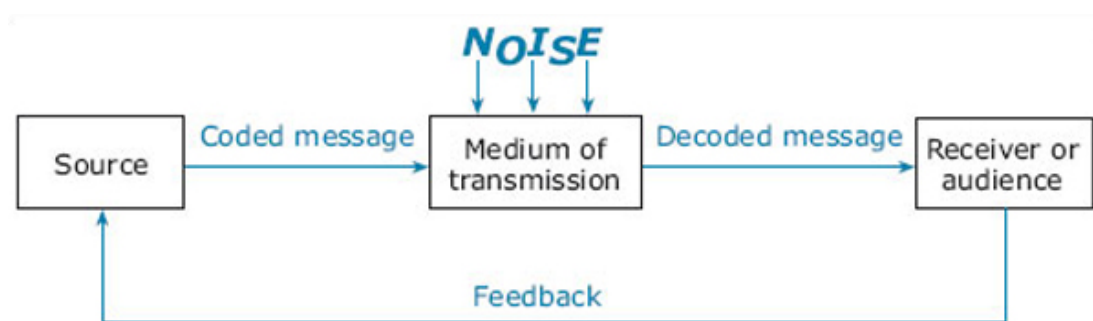 NOISE
Coded message
Decoded message
Source
Medium of
transmission
Receiver or
audience
Feedback